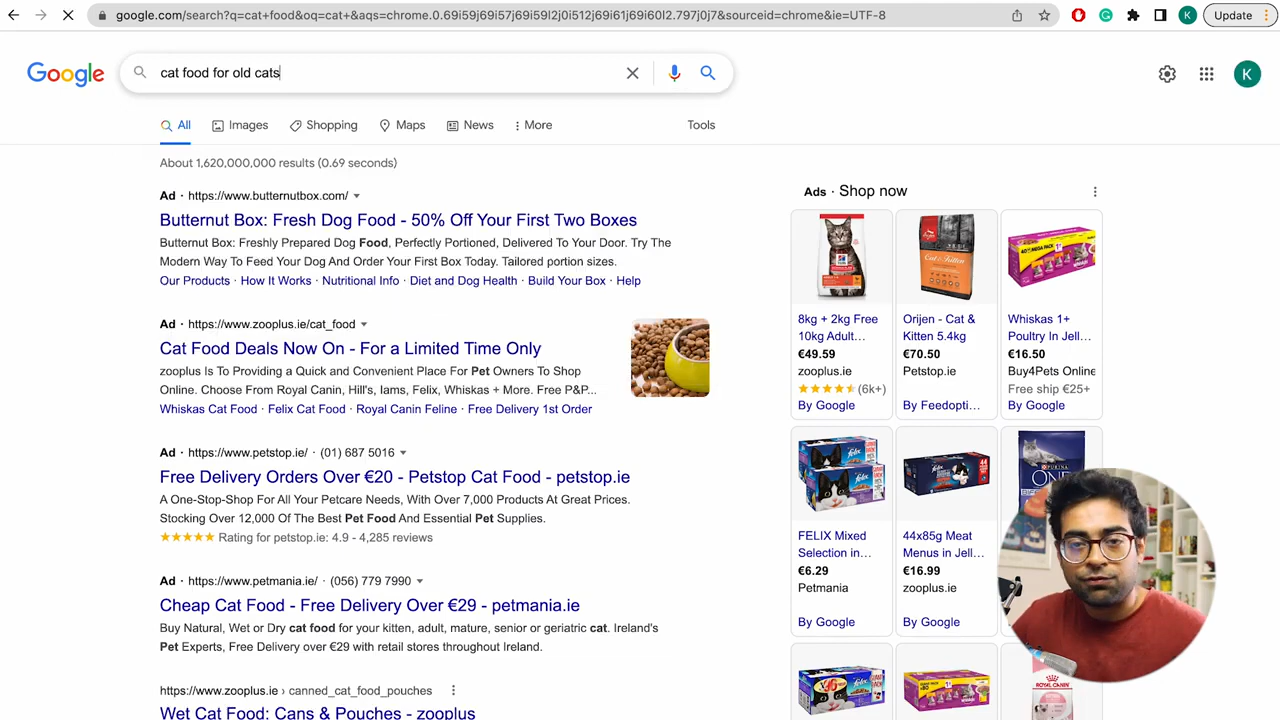 google.com/search?q=cat+food&oq=cat+&aqs=chrome.0.69i59j69i57j69i59l2j0i512j69i61j69i60l2.797j0j7&sourceid=chrome&ie=UTF-8
K
Update
Google
cat food for old cats
K
All
Images
Shopping
Maps
News
More
Tools
About 1,620,000,000 results (0.69 seconds)
Ad · https://www.butternutbox.com/
Butternut Box: Fresh Dog Food - 50% Off Your First Two Boxes
Butternut Box: Freshly Prepared Dog Food, Perfectly Portioned, Delivered To Your Door. Try The
Modern Way To Feed Your Dog And Order Your First Box Today. Tailored portion sizes.
Our Products · How It Works · Nutritional Info · Diet and Dog Health · Build Your Box · Help
Ad · https://www.zooplus.ie/cat_food
Cat Food Deals Now On - For a Limited Time Only
zooplus Is To Providing a Quick and Convenient Place For Pet Owners To Shop
Online. Choose From Royal Canin, Hill's, Iams, Felix, Whiskas + More. Free P&P...
Whiskas Cat Food · Felix Cat Food · Royal Canin Feline · Free Delivery 1st Order
Ad · https://www.petstop.ie/ · (01) 687 5016
Free Delivery Orders Over €20 - Petstop Cat Food - petstop.ie
A One-Stop-Shop For All Your Petcare Needs, With Over 7,000 Products At Great Prices.
Stocking Over 12,000 Of The Best Pet Food And Essential Pet Supplies.
Rating for petstop.ie: 4.9 - 4,285 reviews
Ad · https://www.petmania.ie/ · (056) 779 7990
Cheap Cat Food - Free Delivery Over €29 - petmania.ie
Buy Natural, Wet or Dry cat food for your kitten, adult, mature, senior or geriatric cat. Ireland's
Pet Experts, Free Delivery over €29 with retail stores throughout Ireland.
https://www.zooplus.ie › canned_cat_food_pouches
Wet Cat Food: Cans & Pouches - zooplus
Ads · Shop now
8kg + 2kg Free
10kg Adult...
€49.59
zooplus.ie
(6k+)
By Google
Orijen - Cat &
Kitten 5.4kg
€70.50
Petstop.ie
By Feedopti...
Whiskas 1+
Poultry In Jell...
€16.50
Buy4Pets Online
Free ship €25+
By Google
FELIX Mixed
Selection in...
€6.29
Petmania
By Google
44x85g Meat
Menus in Jell...
€16.99
zooplus.ie
By Google
PURINA
ONE
ROYAL CANIN